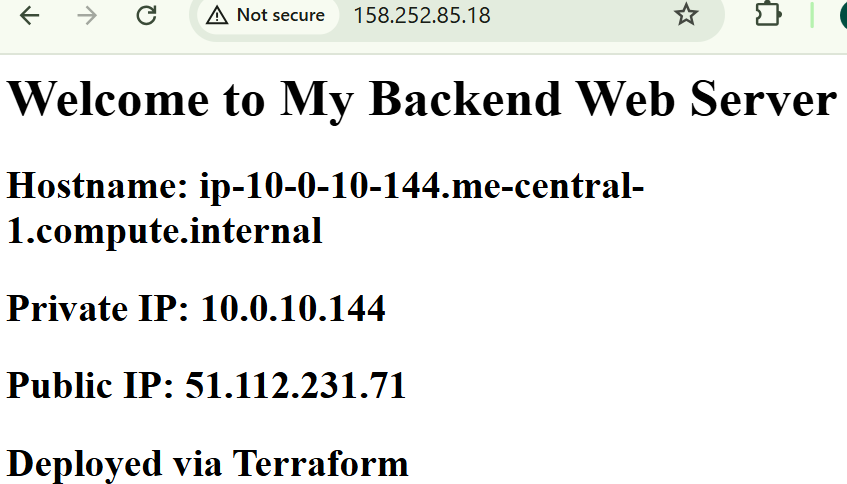 Not secure 158.252.85.18
Welcome to My Backend Web Server
Hostname: ip-10-0-10-144.me-central-
1.compute.internal
Private IP: 10.0.10.144
Public IP: 51.112.231.71
Deployed via Terraform